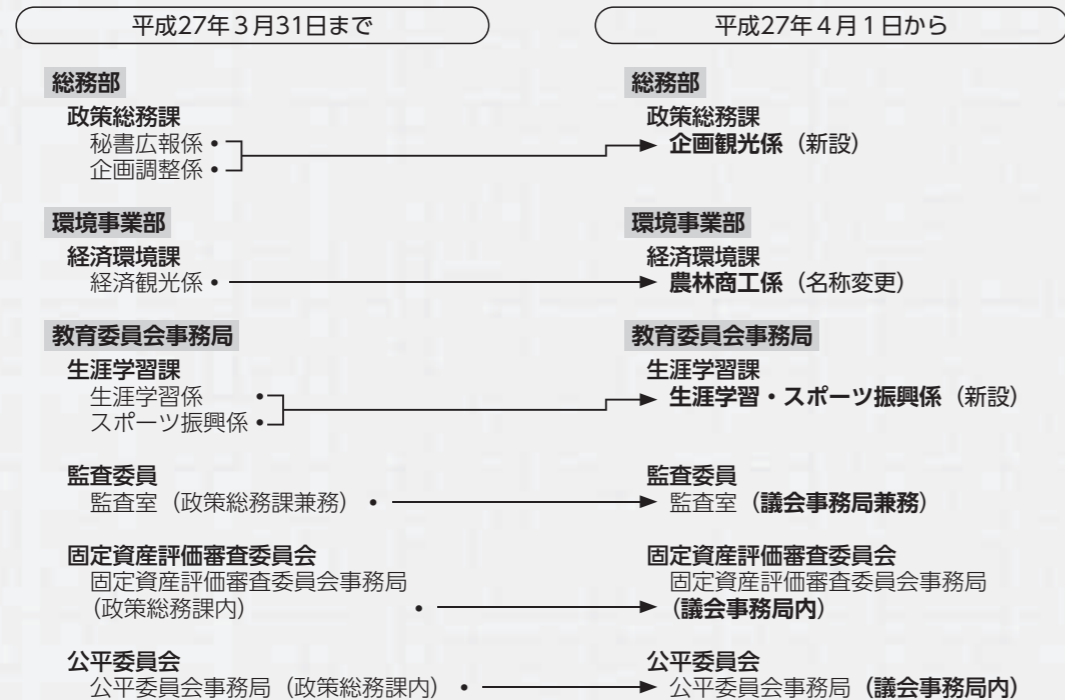 平成27年3月31日まで
総務部
政策総務課
秘書広報係
企画調整係
環境事業部
経済環境課
経済観光係
教育委員会事務局
生涯学習課
生涯学習係
スポーツ振興係
監査委員
監査室（政策総務課兼務）
固定資産評価審査委員会
固定資産評価審査委員会事務局
（政策総務課内）
公平委員会
公平委員会事務局（政策総務課内）
平成27年4月1日から
総務部
政策総務課
企画観光係（新設）
環境事業部
経済環境課
農林商工係（名称変更）
教育委員会事務局
生涯学習課
生涯学習・スポーツ振興係（新設）
監査委員
監査室（議会事務局兼務）
固定資産評価審査委員会
固定資産評価審査委員会事務局
（議会事務局内）
公平委員会
公平委員会事務局（議会事務局内）